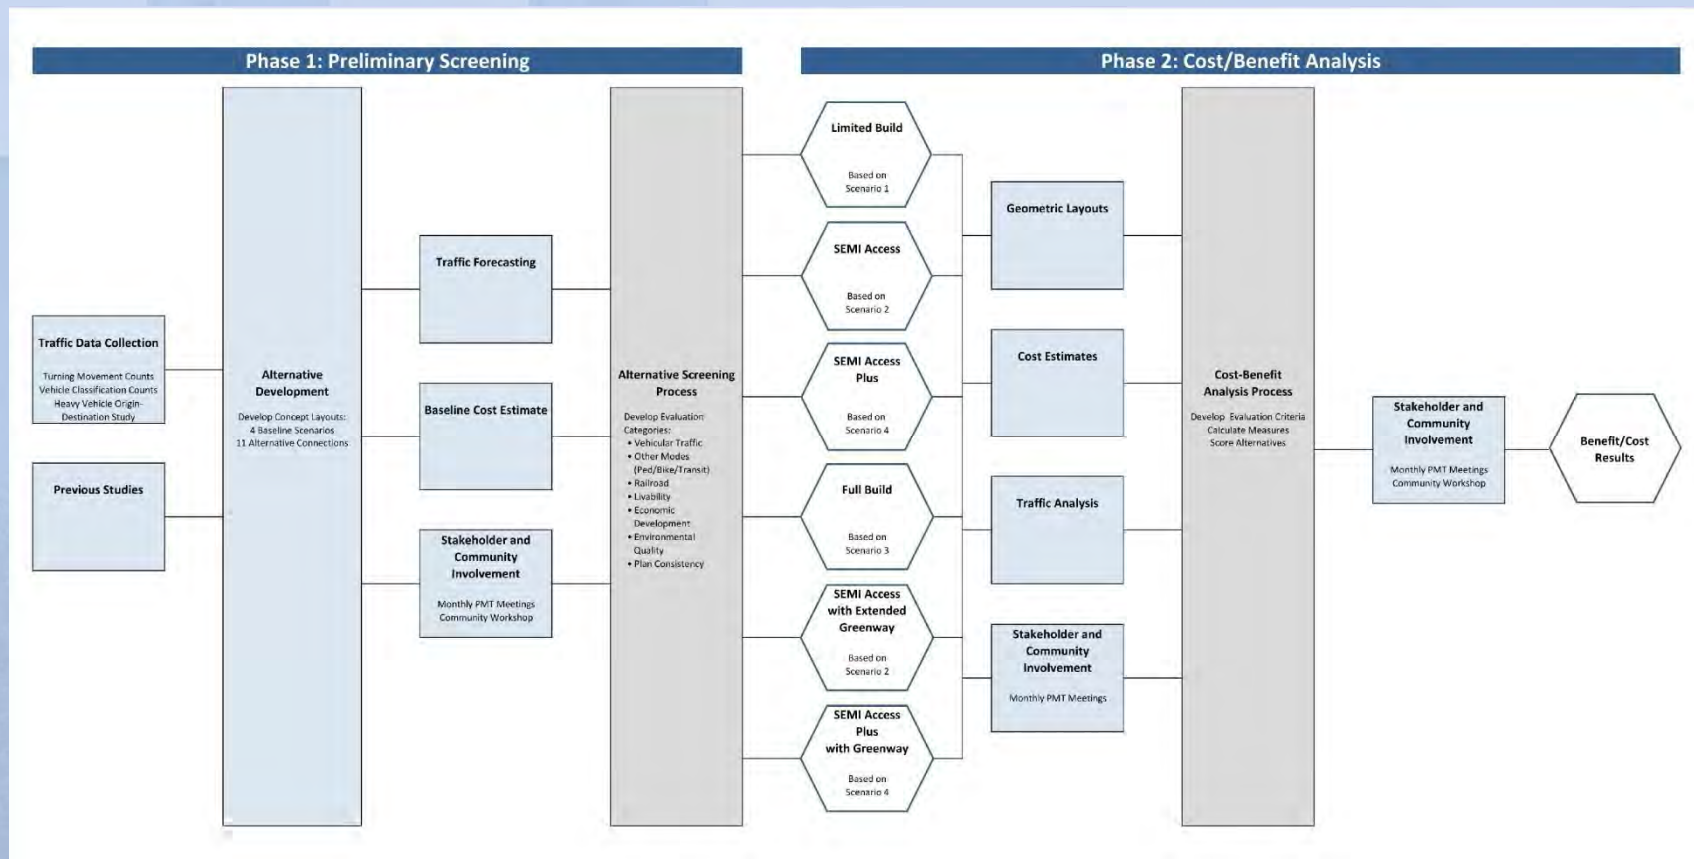 Phase 1: Preliminary Screening
Phase 2: Cost/Benefit Analysis
Traffic Data Collection
Turning Movement Counts
Vehicle Classification Counts
Heavy Vehicle Origin-
Destination Study
Previous Studies
Alternative
Development
Develop Concept Layouts:
4 Baseline Scenarios
11 Alternative Connections
Traffic Forecasting
Baseline Cost Estimate
Stakeholder and
Community
Involvement
Monthly PMT Meetings
Community Workshop
Alternative Screening
Process
Develop Evaluation
Categories:
• Vehicular Traffic
• Other Modes
(Ped/Bike/Transit)
• Railroad
• Livability
• Economic
Development
• Environmental
Quality
• Plan Consistency
Limited Build
Based on
Scenario 1
SEMI Access
Based on
Scenario 2
SEMI Access
Plus
Based on
Scenario 4
Full Build
Based on
Scenario 3
SEMI Access
with Extended
Greenway
Based on
Scenario 2
SEMI Access
Plus
with Greenway
Based on
Scenario 4
Geometric Layouts
Cost Estimates
Traffic Analysis
Stakeholder and
Community
Involvement
Monthly PMT Meetings
Cost-Benefit
Analysis Process
Develop Evaluation Criteria
Calculate Measures
Score Alternatives
Stakeholder and
Community
Involvement
Monthly PMT Meetings
Community Workshop
Benefit/Cost
Results